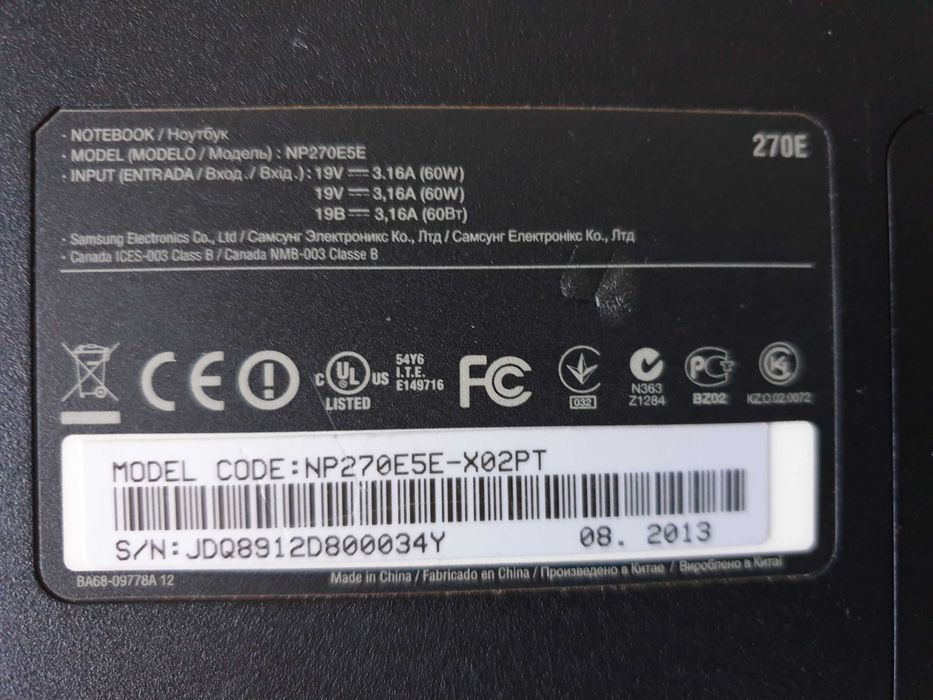 · NOTEBOOK / Ноутбук
270E
· MODEL (MODELO / Модель) : NP270E5E
· INPUT (ENTRADA / Вход . / Вхід .) : 19V ⎓ 3.16A (60W)
19V ⎓ 3,16A (60W)
19В ⎓ 3,16А (60Вт)
· Samsung Electronics Co., Ltd / Самсунг Электроникс Ко., Лтд / Самсунг Електронікс Ко., Лтд
· Canada ICES-003 Class B / Canada NMB-003 Classe B
CE
C UL US
LISTED
54Y6
I.T.E.
E149716
FC
032
N363
Z1284
BZ02
KZ.O.02.0072
MODEL CODE:NP270E5E-X02PT
S/N:JDQ8912D800034Y
08. 2013
BA68-09778A 12
Made in China / Fabricado en China / Произведено в Китае / Вироблено в Китаї